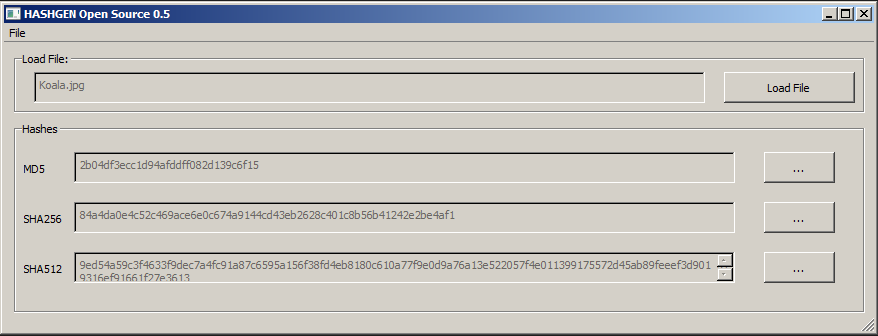 HASHGEN Open Source 0.5
File
Load File:
Koala.jpg
Load File
Hashes
MD5
2b04df3ecc1d94afddff082d139c6f15
...
SHA256
84a4da0e4c52c469ace6e0c674a9144cd43eb2628c401c8b56b41242e2be4af1
...
SHA512
9ed54a59c3f4633f9dec7a4fc91a87c6595a156f38fd4eb8180c610a77f9e0d9a76a13e522057f4e011399175572d45ab89feeef3d901
9316ef91661f27e3613
...